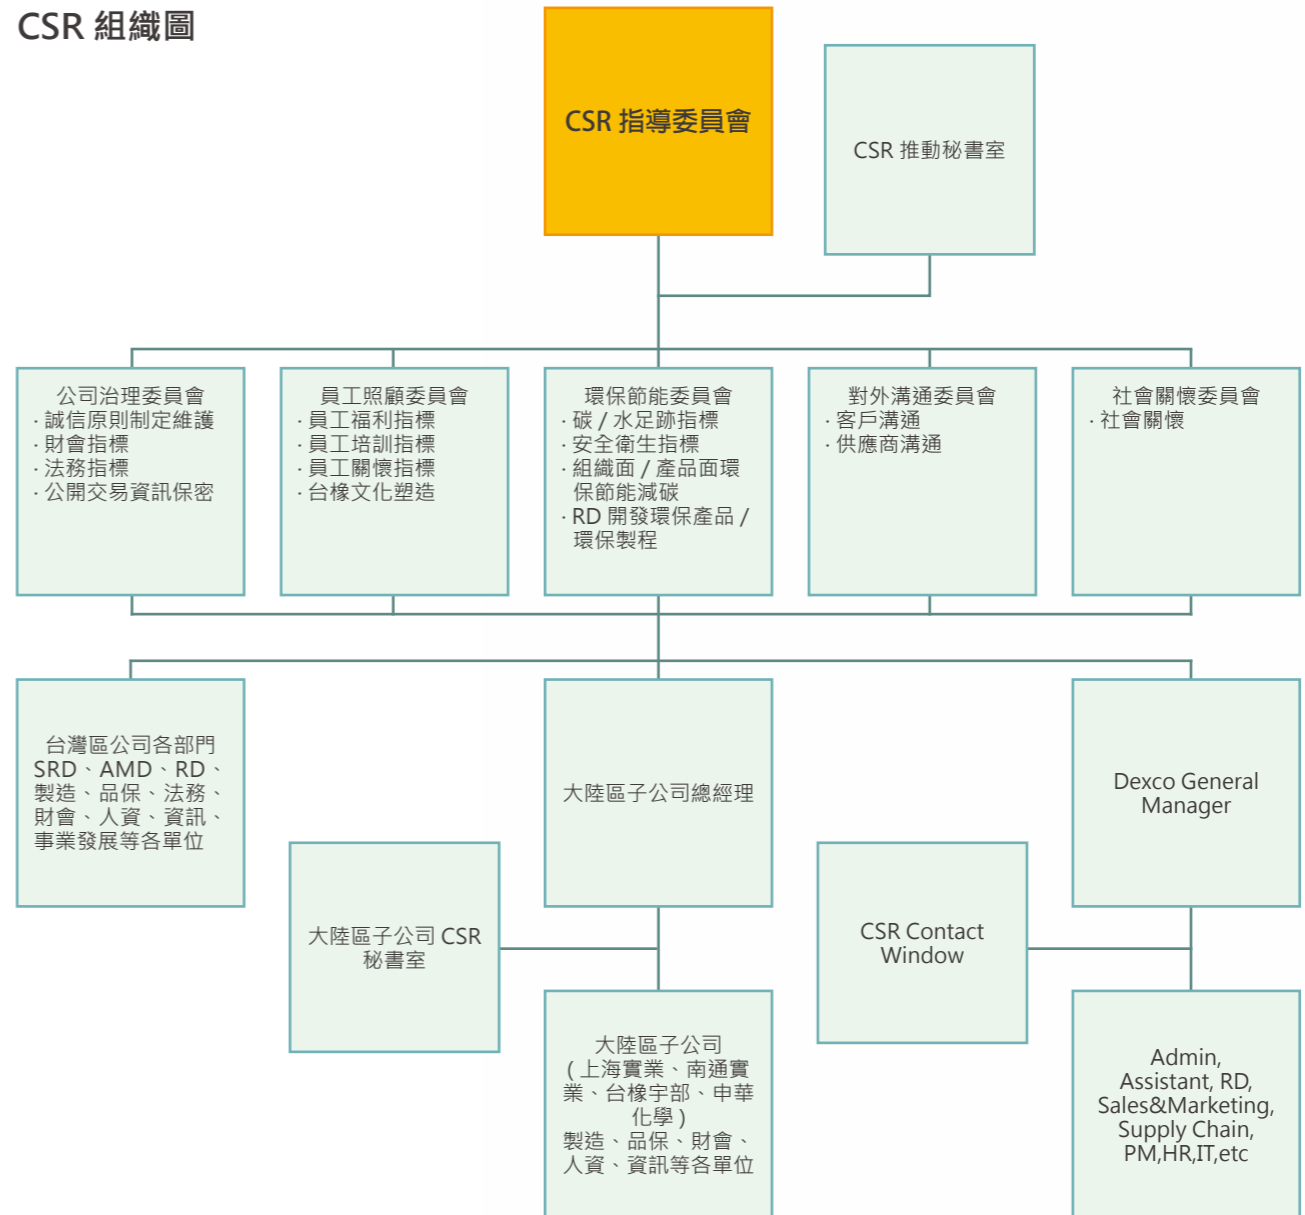 CSR 組織圖
CSR 指導委員會
CSR 推動秘書室
公司治理委員會
· 誠信原則制定維護
· 財會指標
· 法務指標
· 公開交易資訊保密
員工照顧委員會
· 員工福利指標
· 員工培訓指標
· 員工關懷指標
· 台橡文化塑造
環保節能委員會
· 碳 / 水足跡指標
· 安全衛生指標
· 組織面 / 產品面環
保節能減碳
· RD 開發環保產品 /
環保製程
對外溝通委員會
· 客戶溝通
· 供應商溝通
社會關懷委員會
· 社會關懷
台灣區公司各部門
SRD、AMD、RD、
製造、品保、法務、
財會、人資、資訊、
事業發展等各單位
大陸區子公司總經理
Dexco General
Manager
大陸區子公司 CSR
秘書室
CSR Contact
Window
大陸區子公司
( 上海實業、南通實
業、台橡宇部、申華
化學 )
製造、品保、財會、
人資、資訊等各單位
Admin,
Assistant, RD,
Sales&Marketing,
Supply Chain,
PM,HR,IT,etc